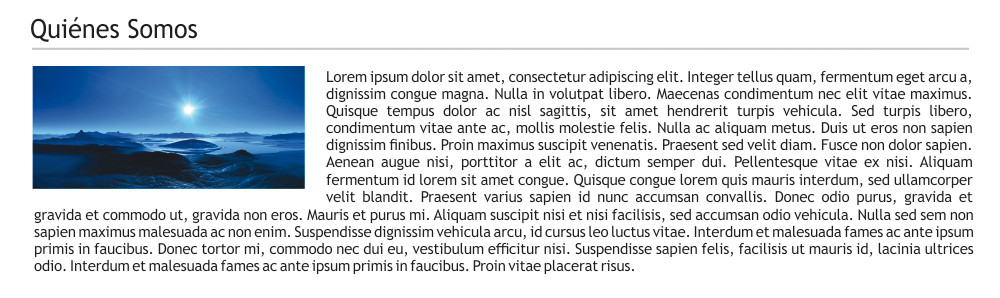 Quiénes Somos
Lorem ipsum dolor sit amet, consectetur adipiscing elit. Integer tellus quam, fermentum eget arcu a,
dignissim congue magna. Nulla in volutpat libero. Maecenas condimentum nec elit vitae maximus.
Quisque tempus dolor ac nisl sagittis, sit amet hendrerit turpis vehicula. Sed turpis libero,
condimentum vitae ante ac, mollis molestie felis. Nulla ac aliquam metus. Duis ut eros non sapien
dignissim finibus. Proin maximus suscipit venenatis. Praesent sed velit diam. Fusce non dolor sapien.
Aenean augue nisi, porttitor a elit ac, dictum semper dui. Pellentesque vitae ex nisi. Aliquam
fermentum id lorem sit amet congue. Quisque congue lorem quis mauris interdum, sed ullamcorper
velit blandit. Praesent varius sapien id nunc accumsan convallis. Donec odio purus, gravida et
gravida et commodo ut, gravida non eros. Mauris et purus mi. Aliquam suscipit nisi et nisi facilisis, sed accumsan odio vehicula. Nulla sed sem non
sapien maximus malesuada ac non enim. Suspendisse dignissim vehicula arcu, id cursus leo luctus vitae. Interdum et malesuada fames ac ante ipsum
primis in faucibus. Donec tortor mi, commodo nec dui eu, vestibulum efficitur nisi. Suspendisse sapien felis, facilisis ut mauris id, lacinia ultrices
odio. Interdum et malesuada fames ac ante ipsum primis in faucibus. Proin vitae placerat risus.